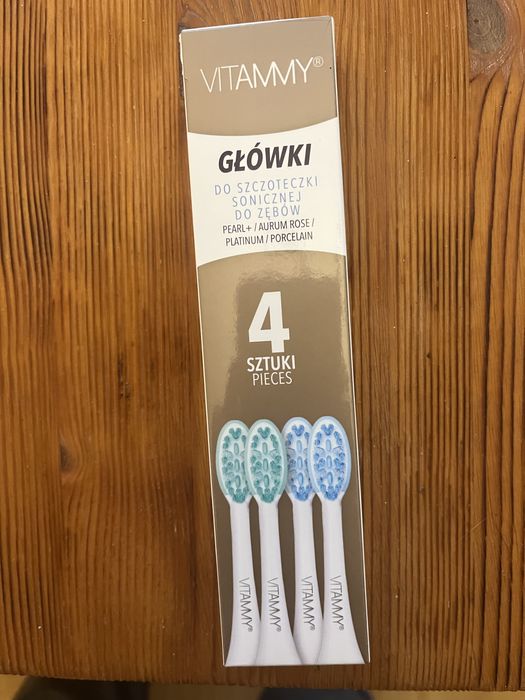 VITAMMY®
GŁÓWKI
DO SZCZOTECZKI
SONICZNEJ
DO ZĘBÓW
PEARL+ / AURUM ROSE /
PLATINUM / PORCELAIN
4
SZTUKI
PIECES
VITAMMY®
VITAMMY®
VITAMMY®
VITAMMY®